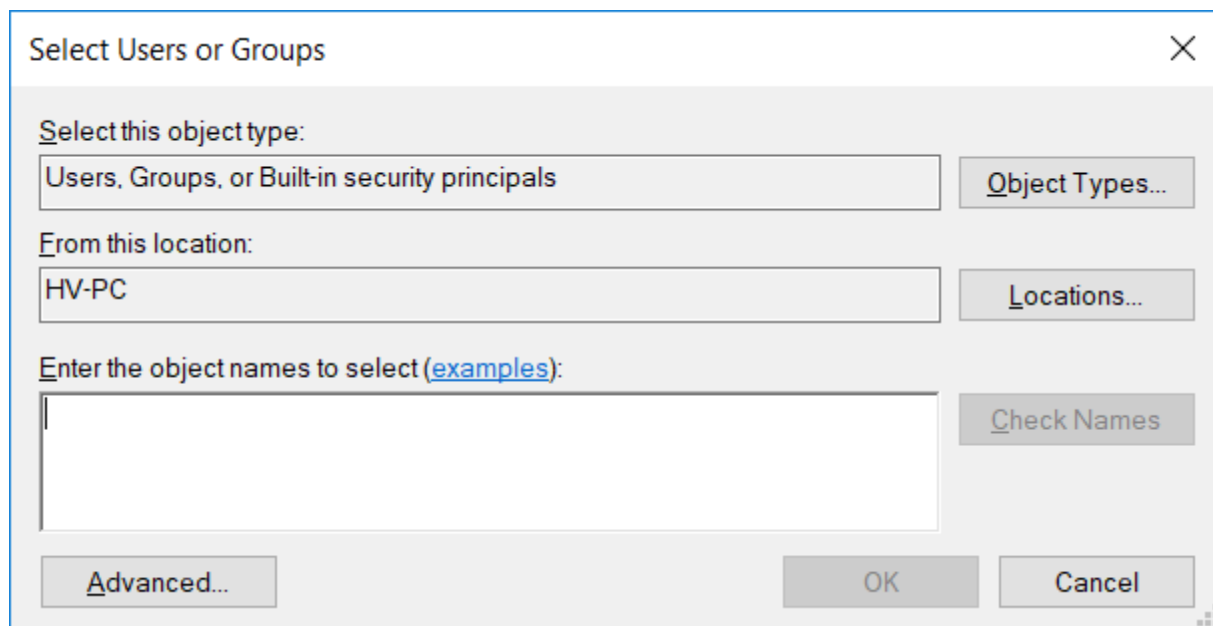 Select Users or Groups
Select this object type:
Users, Groups, or Built-in security principals
Object Types...
From this location:
HV-PC
Locations...
Enter the object names to select (examples):
Check Names
Advanced...
OK
Cancel